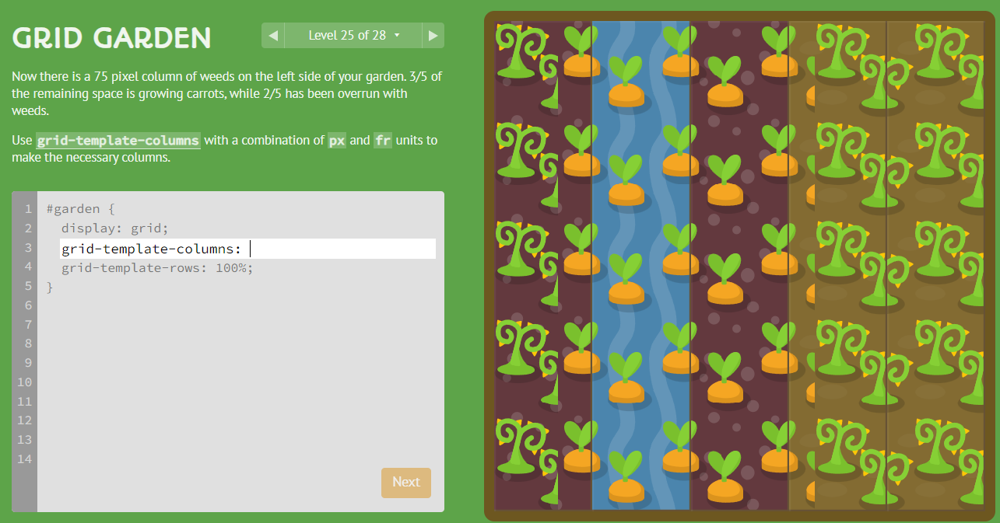 GRID GARDEN
◀ Level 25 of 28 ▾ ▶
Now there is a 75 pixel column of weeds on the left side of your garden. 3/5 of
the remaining space is growing carrots, while 2/5 has been overrun with
weeds.
Use grid-template-columns with a combination of px and fr units to
make the necessary columns.
1 #garden {
2   display: grid;
3   grid-template-columns:
4   grid-template-rows: 100%;
5 }
6
7
8
9
10
11
12
13
14
Next